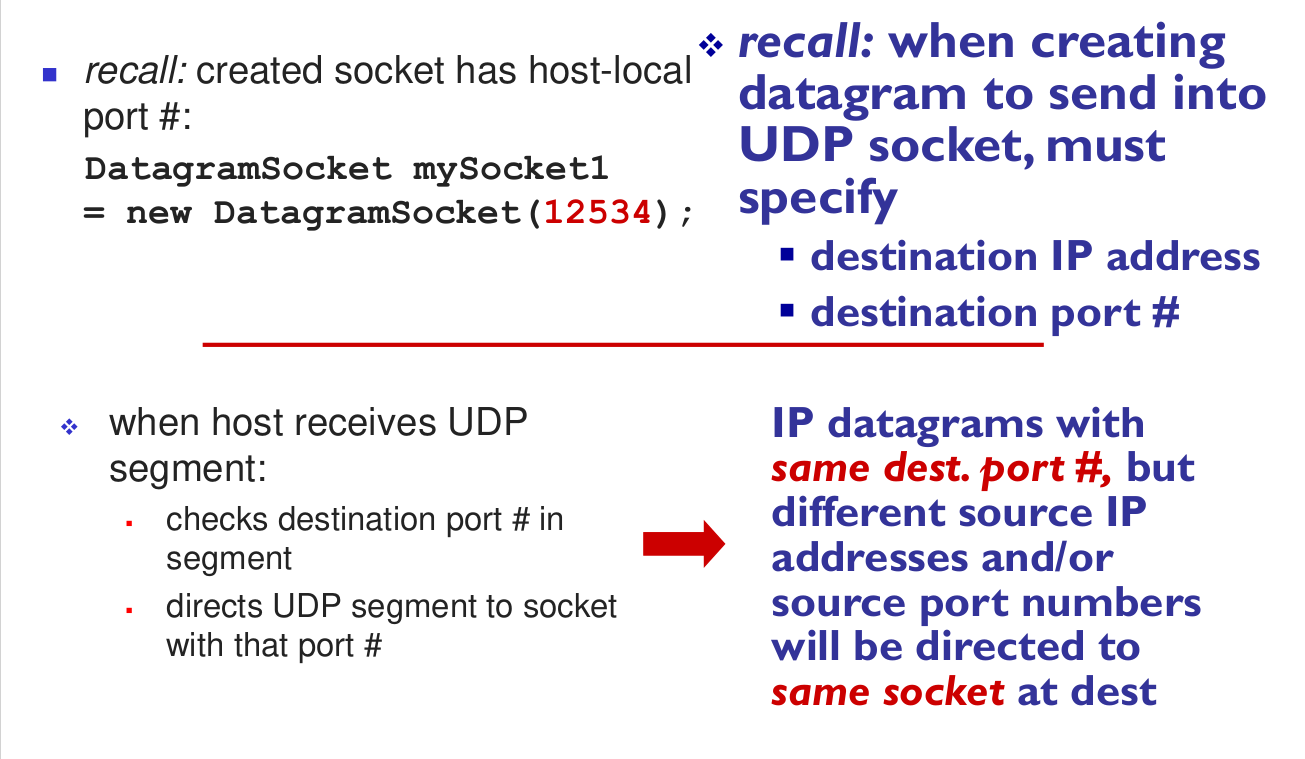 recall: created socket has host-local
port #:
DatagramSocket mySocket1
= new DatagramSocket(12534);
recall: when creating
datagram to send into
UDP socket, must
specify
destination IP address
destination port #
when host receives UDP
segment:
checks destination port # in
segment
directs UDP segment to socket
with that port #
IP datagrams with
same dest. port #, but
different source IP
addresses and/or
source port numbers
will be directed to
same socket at dest